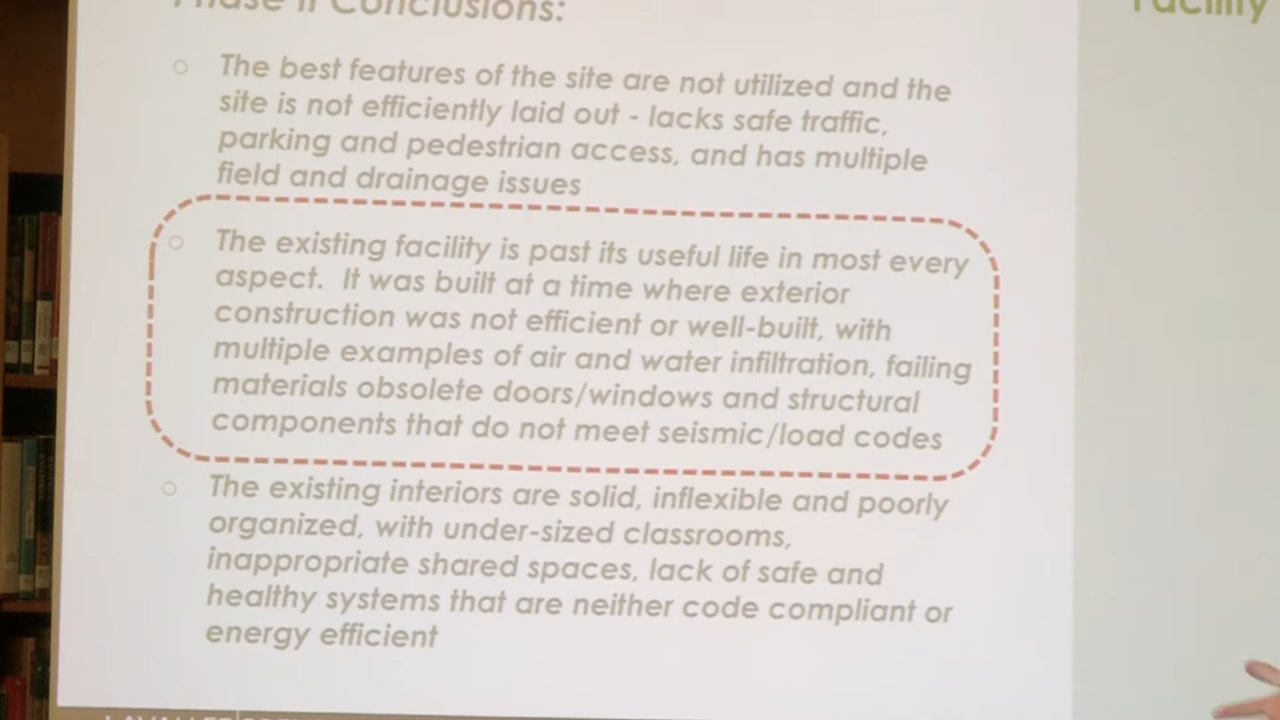 Phase II Conclusions:
Facility
The best features of the site are not utilized and the
site is not efficiently laid out - lacks safe traffic,
parking and pedestrian access, and has multiple
field and drainage issues
The existing facility is past its useful life in most every
aspect. It was built at a time where exterior
construction was not efficient or well-built, with
multiple examples of air and water infiltration, failing
materials obsolete doors/windows and structural
components that do not meet seismic/load codes
The existing interiors are solid, inflexible and poorly
organized, with under-sized classrooms,
inappropriate shared spaces, lack of safe and
healthy systems that are neither code compliant or
energy efficient